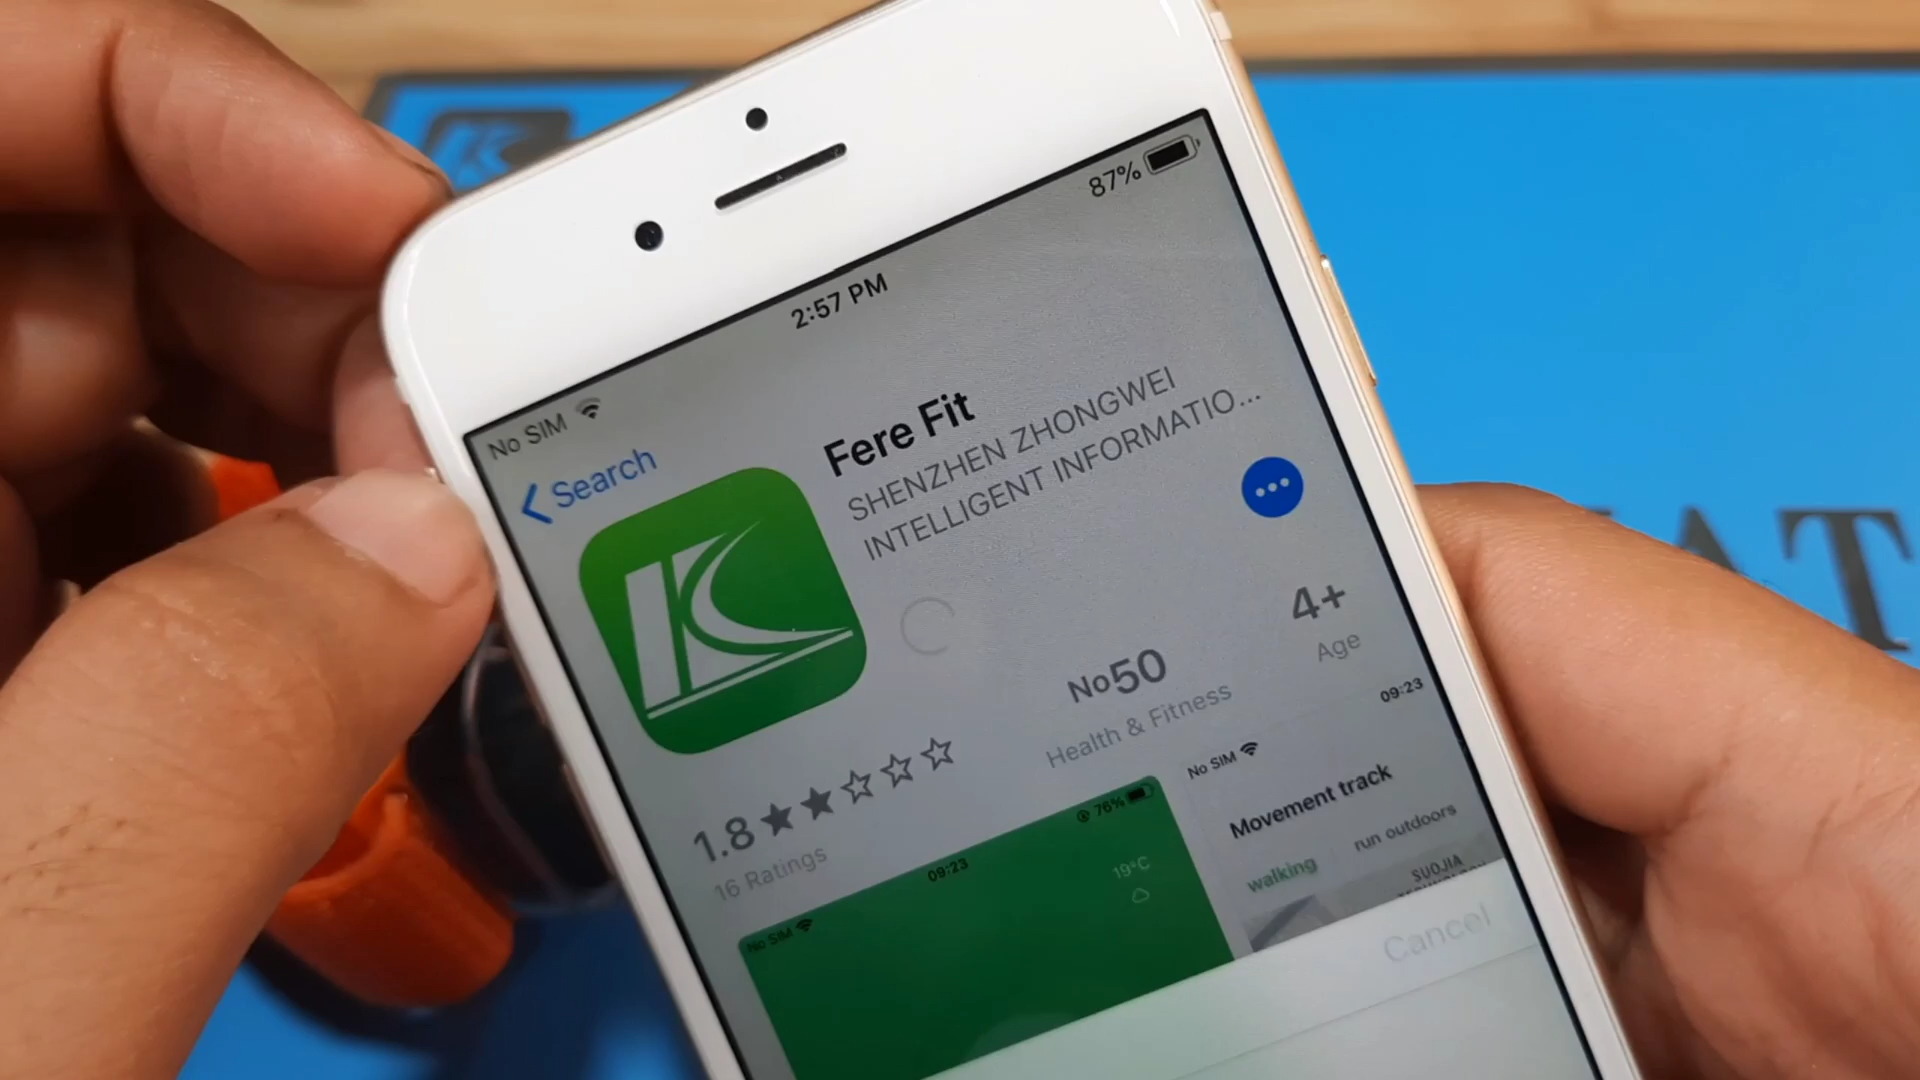 87%
2:57 PM
No SIM
Search
Fere Fit
SHENZHEN ZHONGWEI
INTELLIGENT INFORMATIO...
4+
Age
No50
Health & Fitness
1.8
16 Ratings
No SIM
09:23
76%
19°C
No SIM
09:23
Movement track
walking
run outdoors
SUOJIA
Cancel
AT